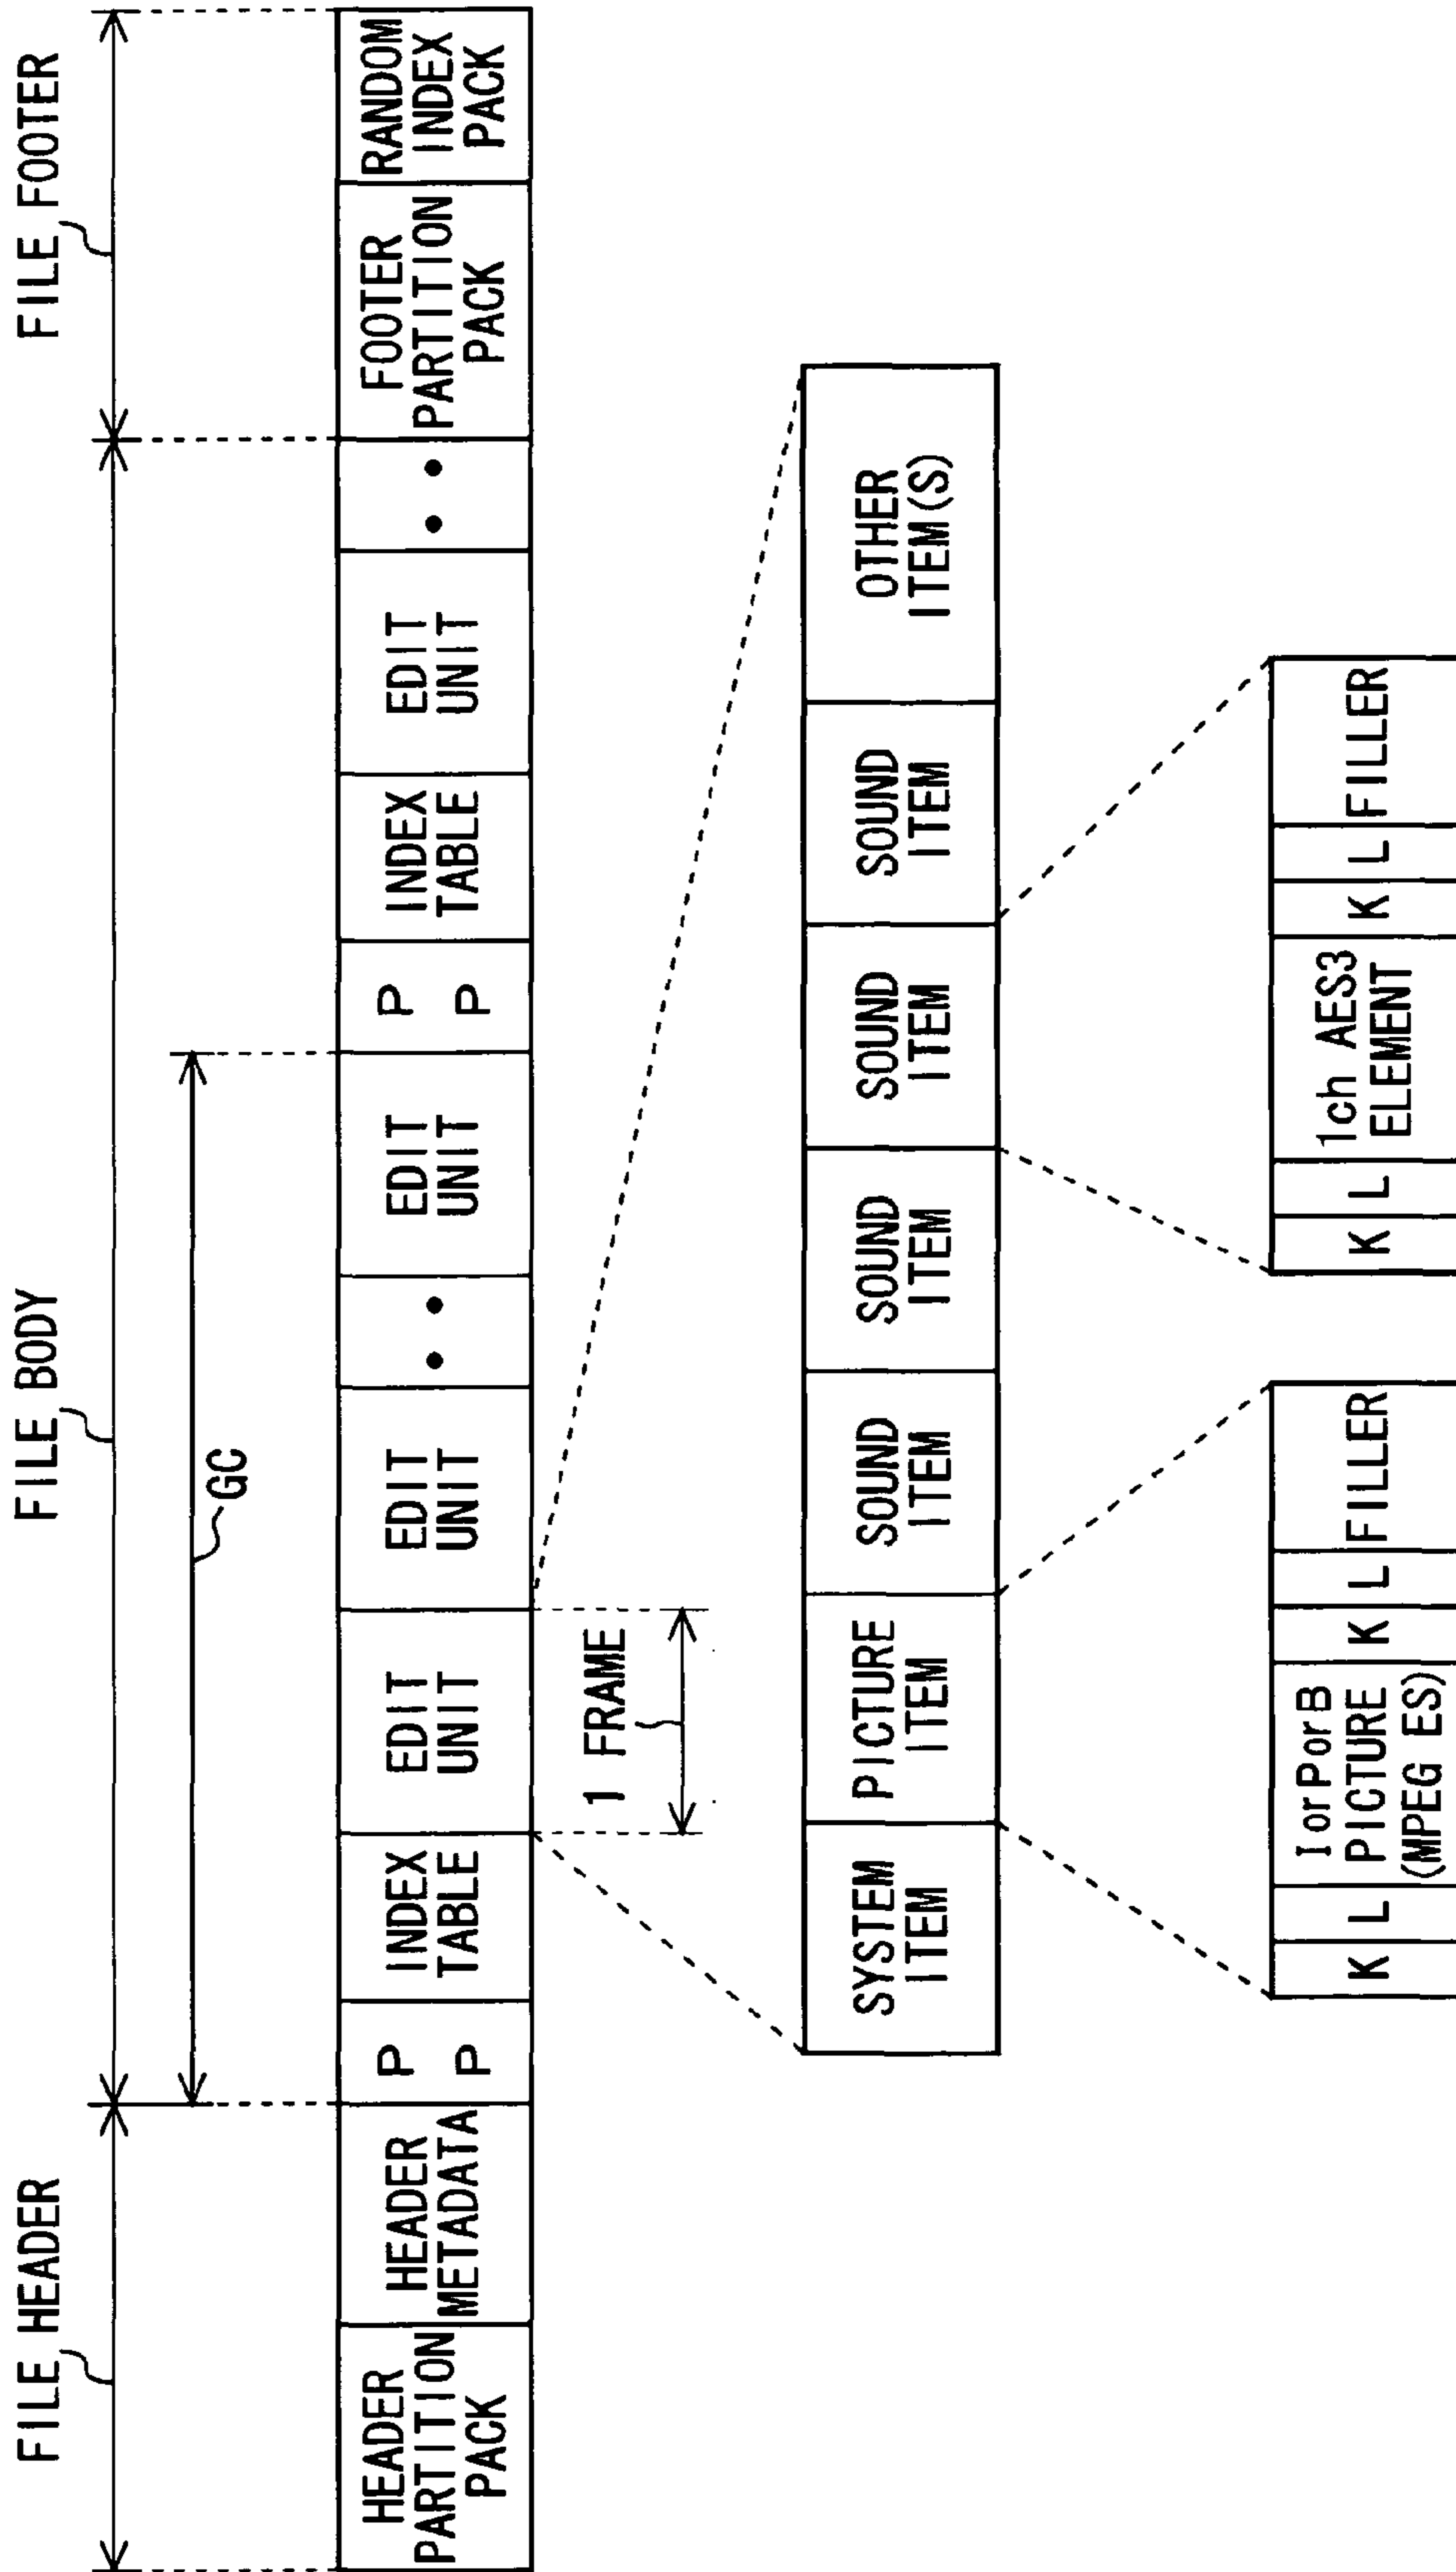 FILE HEADER
FILE BODY
FILE FOOTER
GC
HEADER
PARTITION
PACK
HEADER
METADATA
P
P
INDEX
TABLE
EDIT
UNIT
EDIT
UNIT
••
EDIT
UNIT
P
P
INDEX
TABLE
EDIT
UNIT
••
FOOTER
PARTITION
PACK
RANDOM
INDEX
PACK
1 FRAME
SYSTEM
ITEM
PICTURE
ITEM
SOUND
ITEM
SOUND
ITEM
SOUND
ITEM
SOUND
ITEM
OTHER
ITEM(S)
K
L
I or P or B
PICTURE
(MPEG ES)
K
L
FILLER
K
L
1ch AES3
ELEMENT
K
L
FILLER